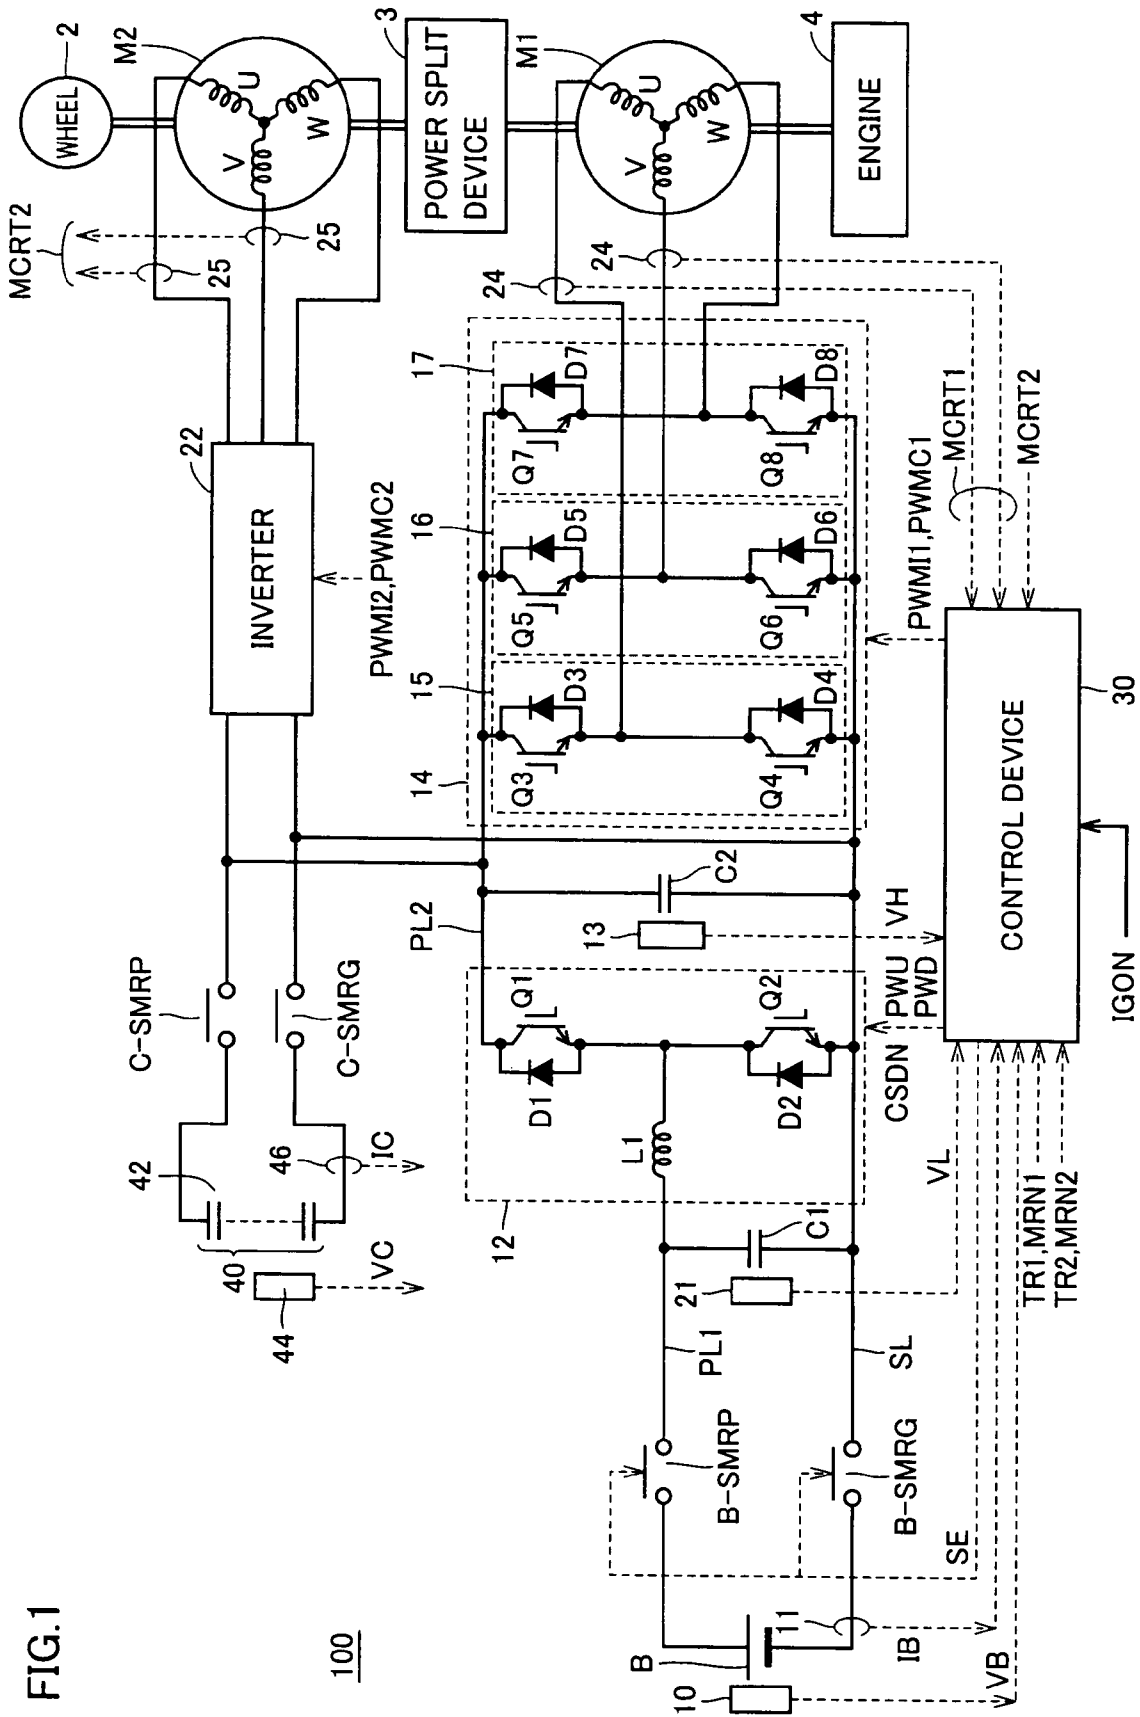 FIG.1
100
WHEEL
2
M2
U
V
W
25
25
MCRT2
3
POWER SPLIT
DEVICE
M1
U
V
W
4
ENGINE
24
24
22
INVERTER
PWMI2,PWMC2
C-SMRP
C-SMRG
42
46
IC
40
VC
44
14
15
16
17
Q3
D3
Q4
D4
Q5
D5
Q6
D6
Q7
D7
Q8
D8
PL2
C2
13
VH
Q1
D1
Q2
D2
L1
12
C1
21
VL
PL1
SL
B-SMRP
B-SMRG
SE
B
10
11
IB
VB
CSDN
PWU
PWD
PWMI1,PWMC1
MCRT1
MCRT2
CONTROL DEVICE
30
IGON
TR1,MRN1
TR2,MRN2